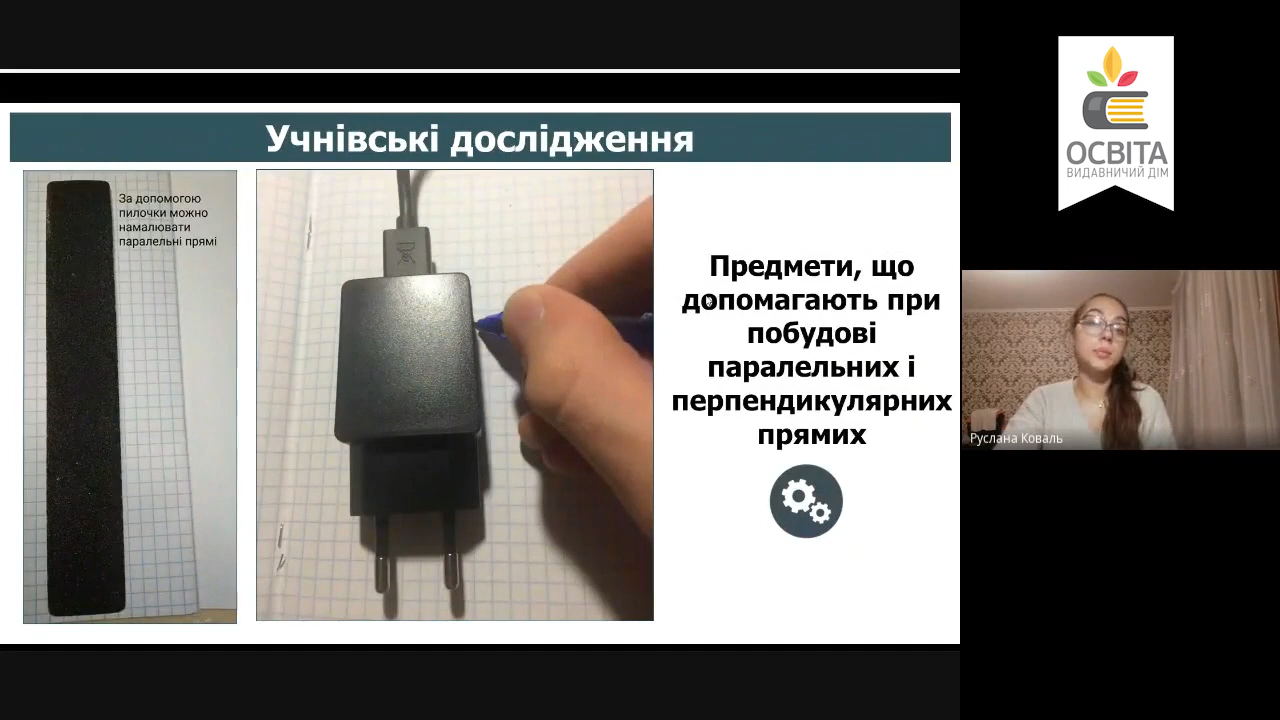 Учнівські дослідження
За допомогою
пилочки можно
намалювати
паралельні прямі
Предмети, що
допомагають при
побудові
паралельних і
перпендикулярних
прямих
ОСВІТА
ВИДАВНИЧИЙ ДІМ
Руслана Коваль